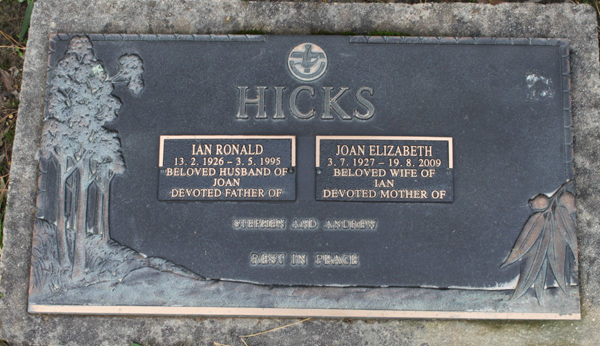 HICKS
IAN RONALD
13. 2. 1926 – 3. 5. 1995
BELOVED HUSBAND OF
JOAN
DEVOTED FATHER OF
JOAN ELIZABETH
3. 7. 1927 – 19. 8. 2009
BELOVED WIFE OF
IAN
DEVOTED MOTHER OF
STEPHEN AND ANDREW
REST IN PEACE